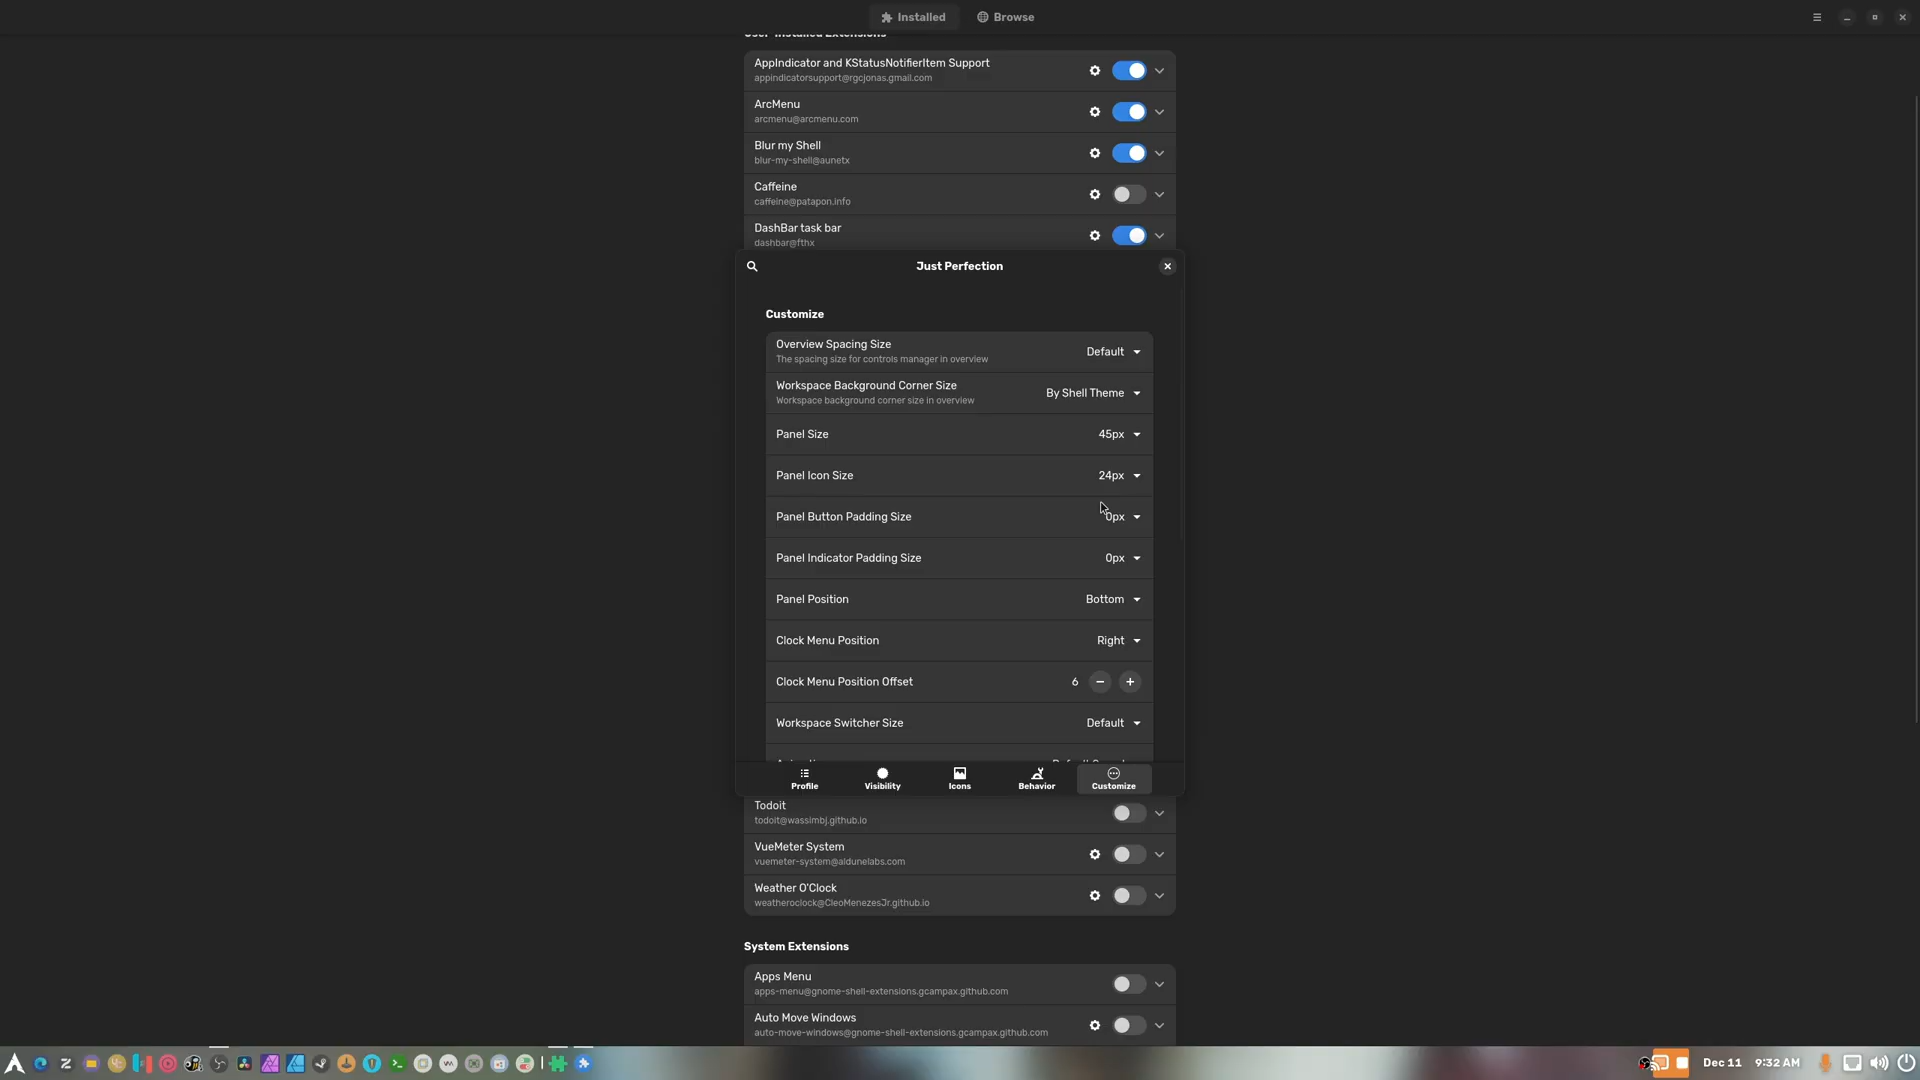 Installed
Browse
User-Installed Extensions
AppIndicator and KStatusNotifierItem Support
appindicatorsupport@rgcjonas.gmail.com
ArcMenu
arcmenu@arcmenu.com
Blur my Shell
blur-my-shell@aunetx
Caffeine
caffeine@patapon.info
DashBar task bar
dashbar@fthx
Just Perfection
Customize
Overview Spacing Size
The spacing size for controls manager in overview
Default
Workspace Background Corner Size
Workspace background corner size in overview
By Shell Theme
Panel Size
45px
Panel Icon Size
24px
Panel Button Padding Size
0px
Panel Indicator Padding Size
0px
Panel Position
Bottom
Clock Menu Position
Right
Clock Menu Position Offset
6
Workspace Switcher Size
Default
Profile
Visibility
Icons
Behavior
Customize
Todoit
todoit@wassimbj.github.io
VueMeter System
vuemeter-system@aldunelabs.com
Weather O'Clock
weatheroclock@CleoMenezesJr.github.io
System Extensions
Apps Menu
apps-menu@gnome-shell-extensions.gcampax.github.com
Auto Move Windows
auto-move-windows@gnome-shell-extensions.gcampax.github.com
Dec 11
9:32 AM